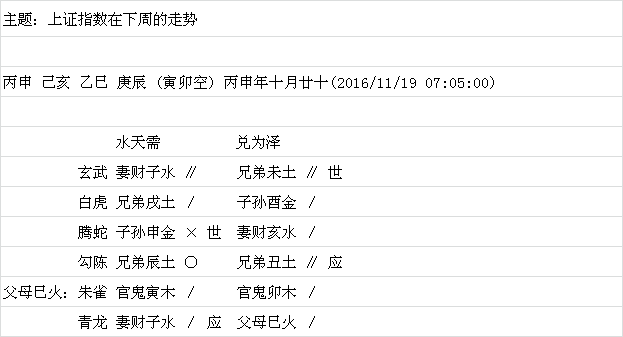 主题：上证指数在下周的走势
丙申 己亥 乙巳 庚辰 (寅卯空) 丙申年十月廿十(2016/11/19 07:05:00)
水天需 兑为泽
玄武 妻财子水 ∥ 兄弟未土 ∥ 世
白虎 兄弟戌土 / 子孙酉金 /
腾蛇 子孙申金 × 世 妻财亥水 /
勾陈 兄弟辰土 ○ 兄弟丑土 ∥ 应
父母巳火：朱雀 官鬼寅木 / 官鬼卯木 /
青龙 妻财子水 / 应 父母巳火 /